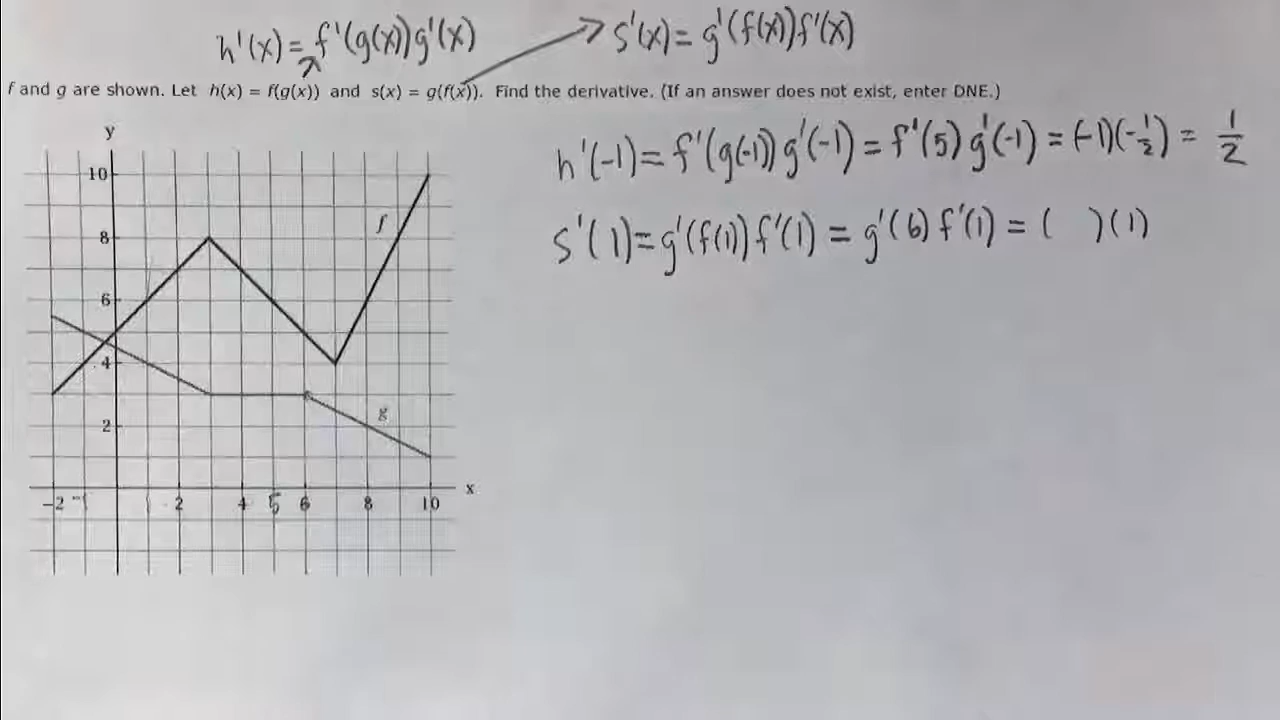 h'(x) = f'(g(x))g'(x)
s'(x) = g'(f(x))f'(x)
f and g are shown. Let h(x) = f(g(x)) and s(x) = g(f(x)). Find the derivative. (If an answer does not exist, enter DNE.)
h'(-1) = f'(g(-1))g'(-1) = f'(5)g'(-1) = (-1)(-1/2) = 1/2
s'(1) = g'(f(1))f'(1) = g'(6)f'(1) = ( )(1)
y
10
8
6
4
2
f
g
-2 -1 1 2 4 5 6 8 10
x